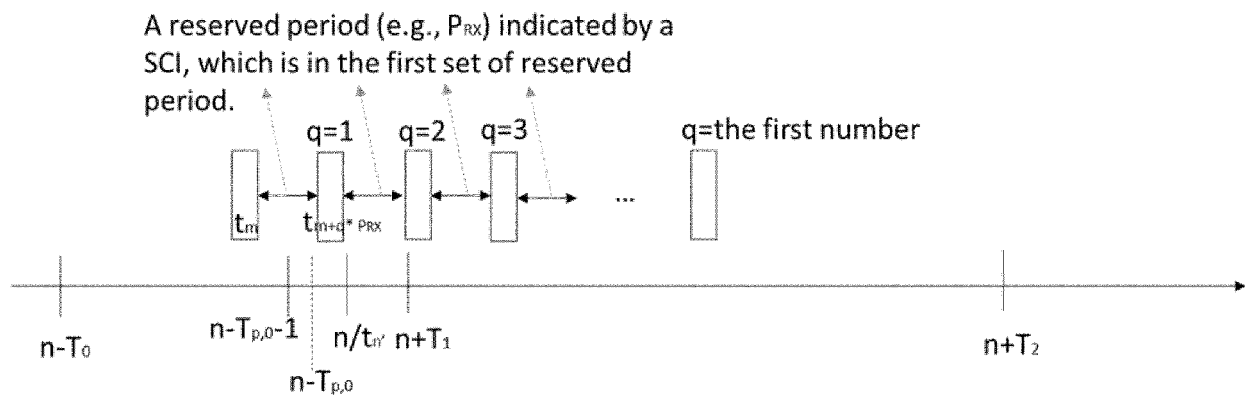 A reserved period (e.g., PRX) indicated by a
SCI, which is in the first set of reserved
period.
q=1 q=2 q=3 q=the first number
tm tm+q* PRX ...
n-T0 n-Tp,0-1 n/tn' n+T1 n+T2
n-Tp,0